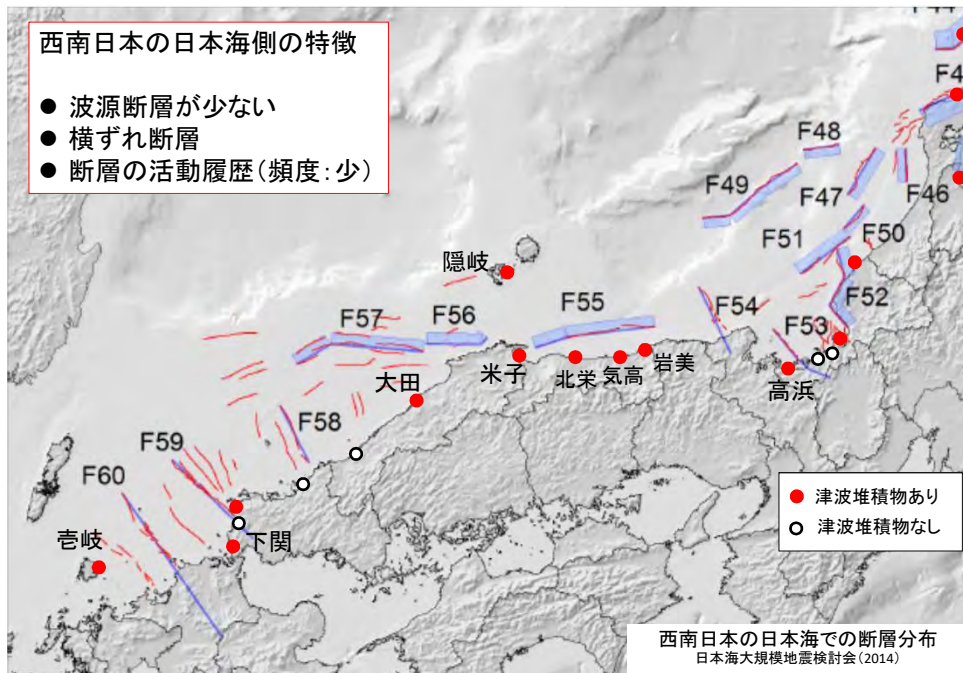 西南日本の日本海側の特徴
● 波源断層が少ない
● 横ずれ断層
● 断層の活動履歴(頻度:少)
F48
F49
F47
F46
F51
F50
隠岐
F52
F54
F55
F53
F57
F56
米子
北栄
気高
岩美
高浜
大田
F58
F59
F60
下関
壱岐
津波堆積物あり
津波堆積物なし
西南日本の日本海での断層分布
日本海大規模地震検討会(2014)